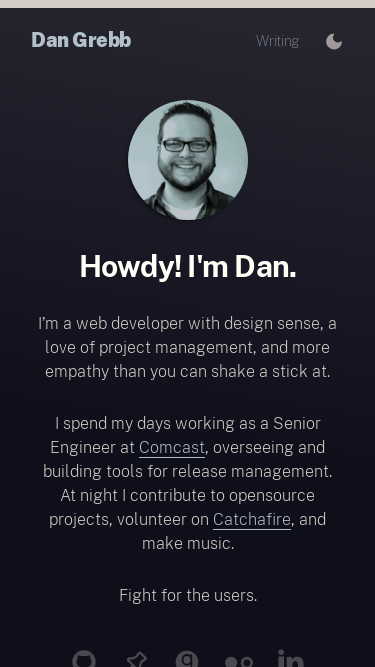 Dan Grebb
Writing
Howdy! I'm Dan.
I'm a web developer with design sense, a
love of project management, and more
empathy than you can shake a stick at.
I spend my days working as a Senior
Engineer at Comcast, overseeing and
building tools for release management.
At night I contribute to opensource
projects, volunteer on Catchafire, and
make music.
Fight for the users.